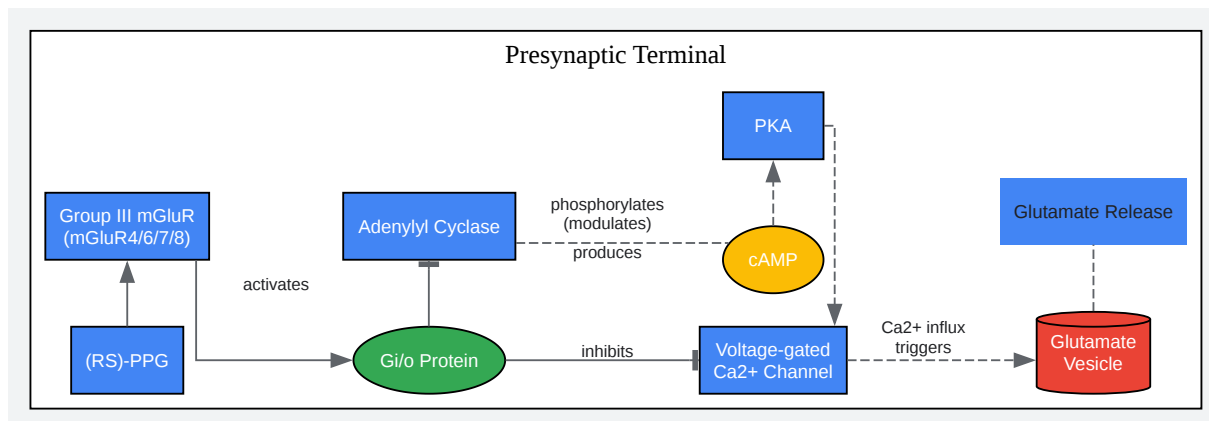 Presynaptic Terminal
PKA
Group III mGluR
(mGluR4/6/7/8)
Adenylyl Cyclase
phosphorylates
(modulates)
produces
cAMP
Glutamate Release
activates
(RS)-PPG
Gi/o Protein
inhibits
Voltage-gated
Ca2+ Channel
Ca2+ influx
triggers
Glutamate
Vesicle